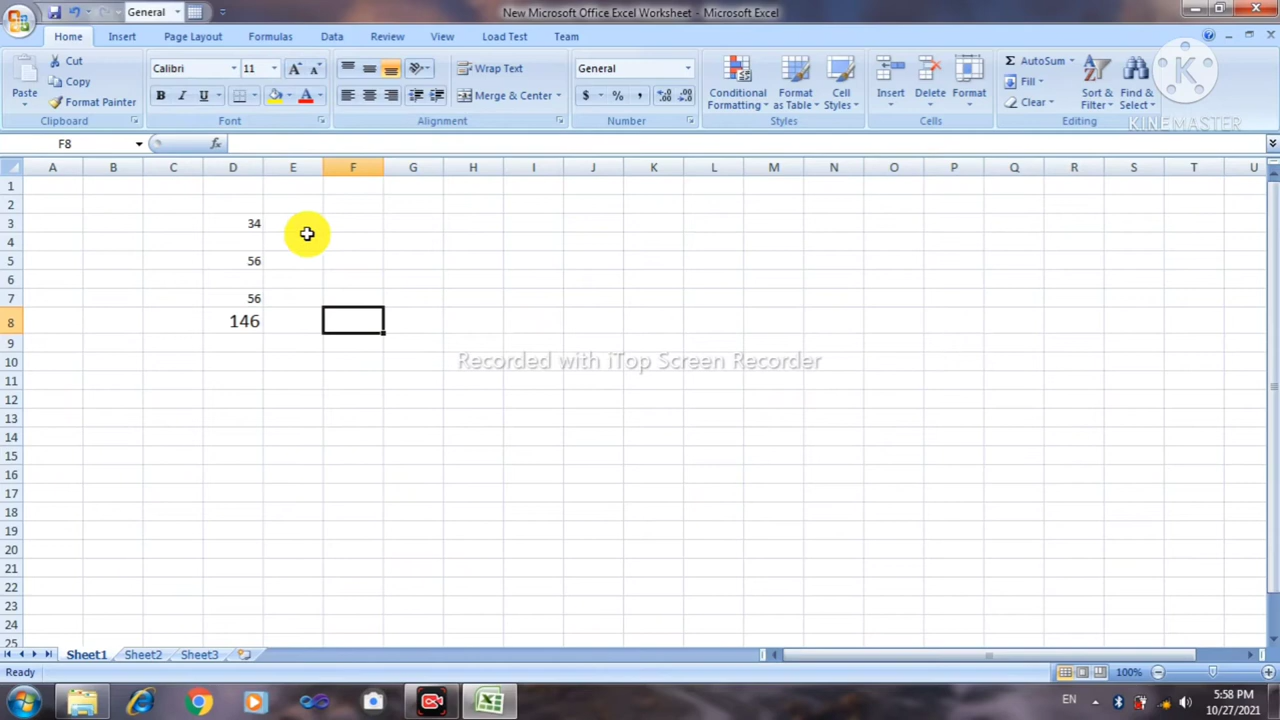 General
New Microsoft Office Excel Worksheet - Microsoft Excel
Home Insert Page Layout Formulas Data Review View Load Test Team
Paste
Cut
Copy
Format Painter
Clipboard
Calibri 11
B I U
Font
Wrap Text
Merge & Center
Alignment
General
$ % ,
Number
Conditional Formatting
Format as Table
Cell Styles
Styles
Insert Delete Format
Cells
Σ AutoSum
Fill
Clear
Sort & Filter
Find & Select
Editing
K
KINEMASTER
F8 fx
A B C D E F G H I J K L M N O P Q R S T U
1
2
3 34
4
5 56
6
7 56
8 146
9
10
Recorded with iTop Screen Recorder
11
12
13
14
15
16
17
18
19
20
21
22
23
24
25
Sheet1 Sheet2 Sheet3
Ready 100%
EN 5:58 PM
10/27/2021